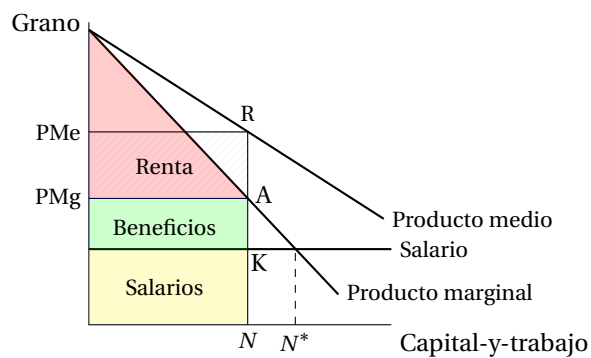 Grano
R
PMe
Renta
PMg
A
Producto medio
Beneficios
Salario
K
Salarios
Producto marginal
N
N*
Capital-y-trabajo